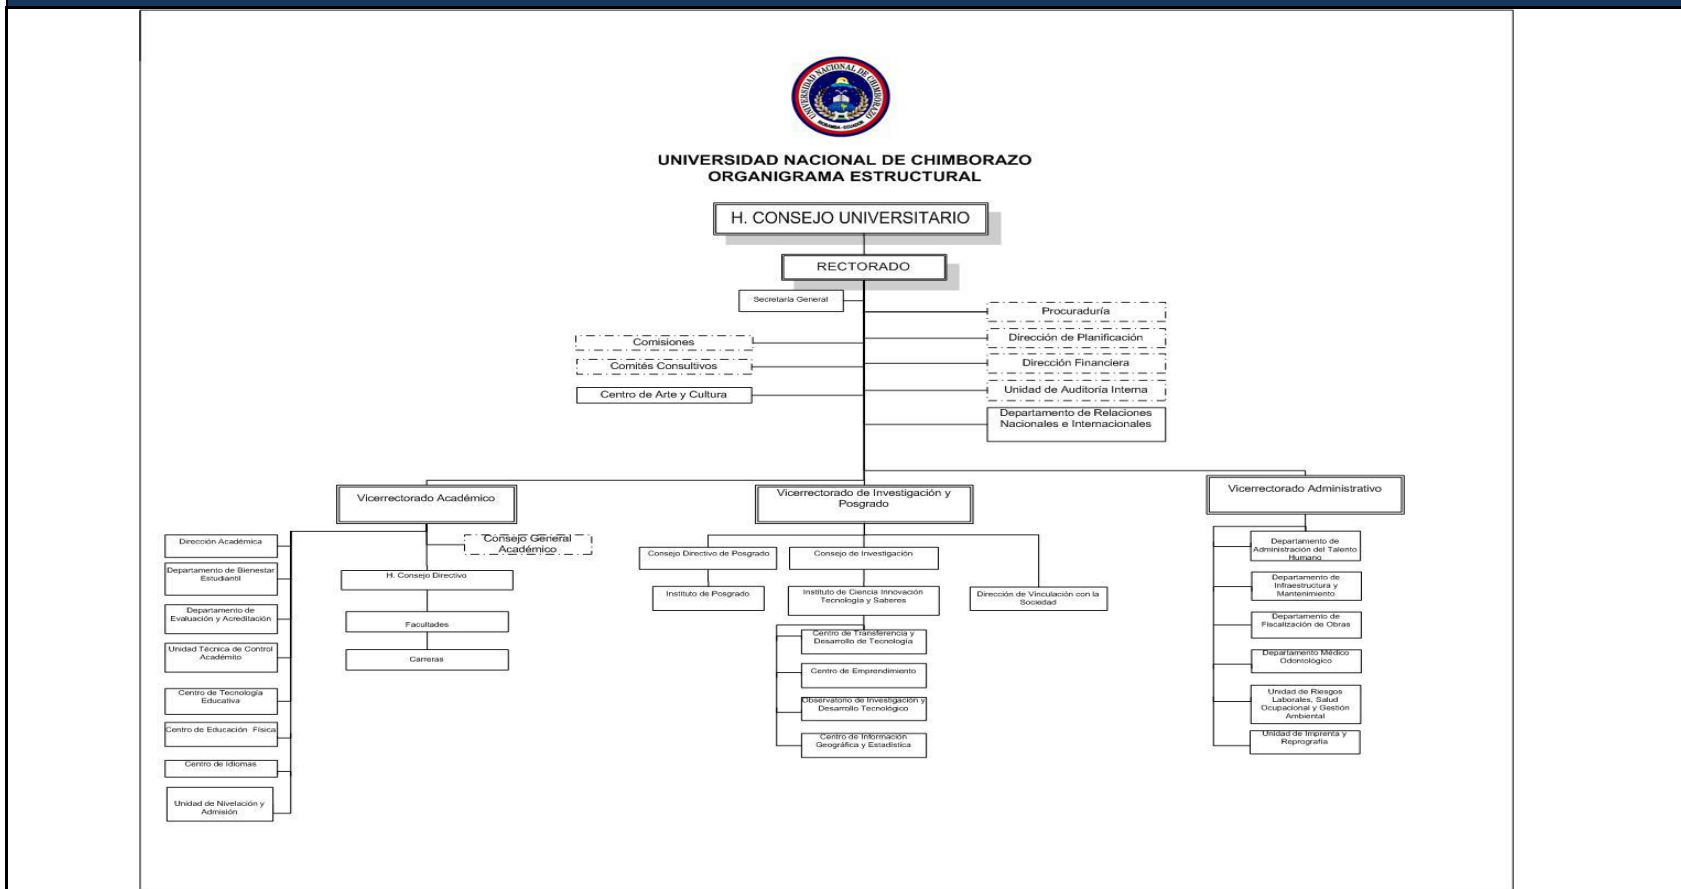 UNIVERSIDAD NACIONAL DE CHIMBORAZO
RIOBAMBA - ECUADOR
UNIVERSIDAD NACIONAL DE CHIMBORAZO
ORGANIGRAMA ESTRUCTURAL
H. CONSEJO UNIVERSITARIO
RECTORADO
Secretaría General
Procuraduría
Comisiones
Dirección de Planificación
Comités Consultivos
Dirección Financiera
Centro de Arte y Cultura
Unidad de Auditoría Interna
Departamento de Relaciones
Nacionales e Internacionales
Vicerrectorado Académico
Vicerrectorado de Investigación y
Posgrado
Vicerrectorado Administrativo
Dirección Académica
Departamento de Bienestar
Estudiantil
Departamento de
Evaluación y Acreditación
Unidad Técnica de Control
Académito
Centro de Tecnología
Educativa
Centro de Educación Física
Centro de Idiomas
Unidad de Nivelación y
Admisión
Consejo General
Académico
H. Consejo Directivo
Facultades
Carreras
Consejo Directivo de Posgrado
Instituto de Posgrado
Consejo de Investigación
Instituto de Ciencia Innovación
Tecnología y Saberes
Centro de Transferencia y
Desarrollo de Tecnología
Centro de Emprendimiento
Observatorio de Investigación y
Desarrollo Tecnológico
Centro de Información
Geográfica y Estadística
Dirección de Vinculación con la
Sociedad
Departamento de
Administración del Talento
Humano
Departamento de
Infraestructura y
Mantenimiento
Departamento de
Fiscalización de Obras
Departamento Médico
Odontológico
Unidad de Riesgos
Laborales, Salud
Ocupacional y Gestión
Ambiental
Unidad de Imprenta y
Reprografía